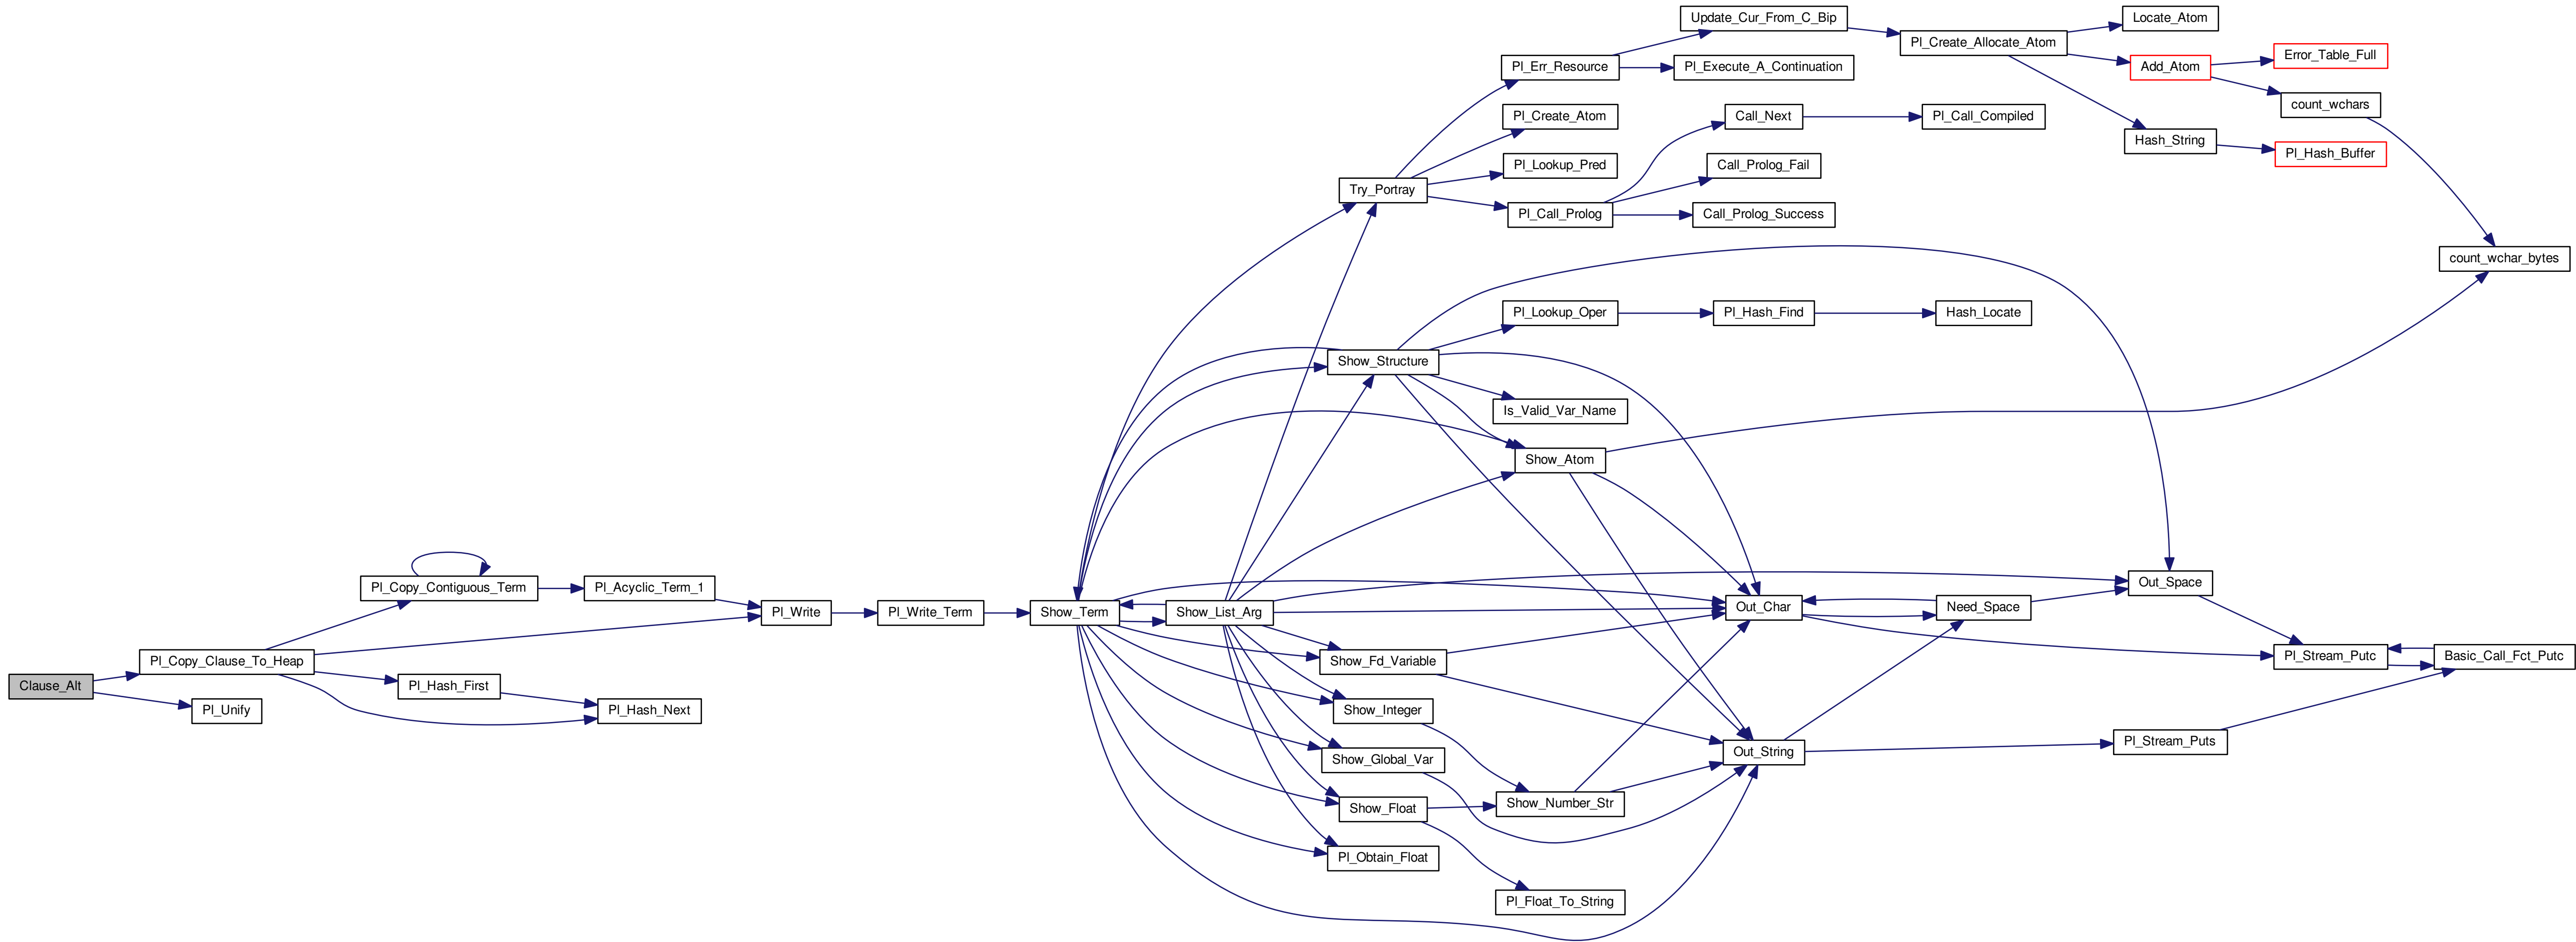 Update_Cur_From_C_Bip
Locate_Atom
Pl_Create_Allocate_Atom
Error_Table_Full
Pl_Err_Resource
Pl_Execute_A_Continuation
Add_Atom
count_wchars
Pl_Create_Atom
Call_Next
Pl_Call_Compiled
Hash_String
Pl_Hash_Buffer
Pl_Lookup_Pred
Call_Prolog_Fail
Try_Portray
Pl_Call_Prolog
Call_Prolog_Success
count_wchar_bytes
Pl_Lookup_Oper
Pl_Hash_Find
Hash_Locate
Show_Structure
Is_Valid_Var_Name
Show_Atom
Pl_Copy_Contiguous_Term
Pl_Acyclic_Term_1
Out_Space
Pl_Write
Pl_Write_Term
Show_Term
Show_List_Arg
Out_Char
Need_Space
Pl_Copy_Clause_To_Heap
Show_Fd_Variable
Pl_Stream_Putc
Basic_Call_Fct_Putc
Clause_Alt
Pl_Hash_First
Pl_Unify
Pl_Hash_Next
Show_Integer
Show_Global_Var
Out_String
Pl_Stream_Puts
Show_Float
Show_Number_Str
Pl_Obtain_Float
Pl_Float_To_String